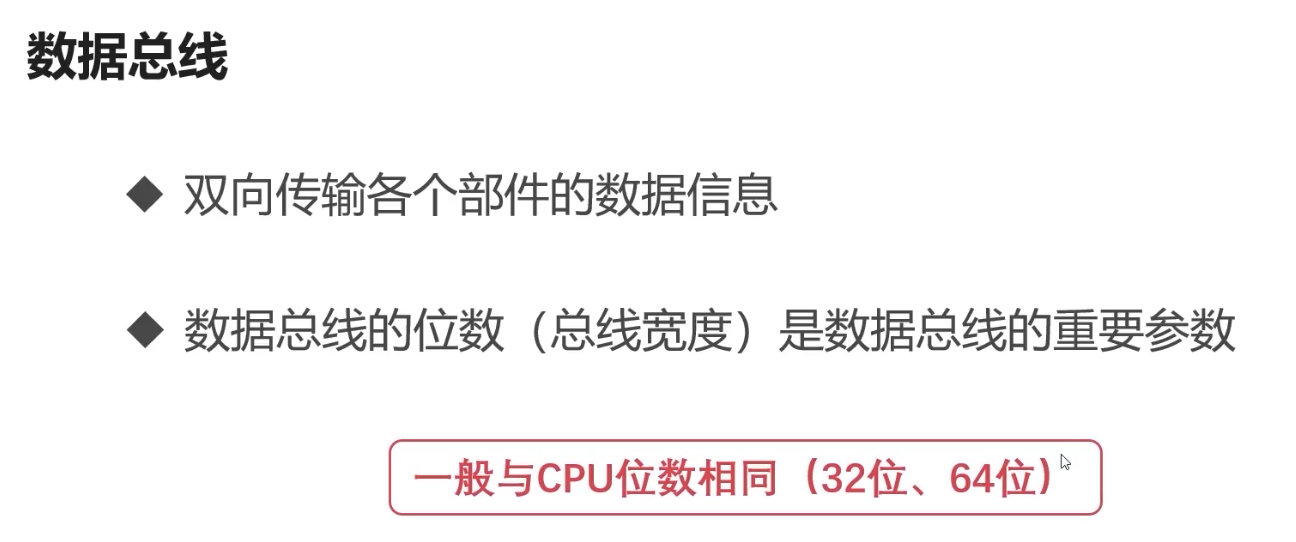 数据总线
双向传输各个部件的数据信息
数据总线的位数（总线宽度）是数据总线的重要参数
一般与CPU位数相同（32位、64位）